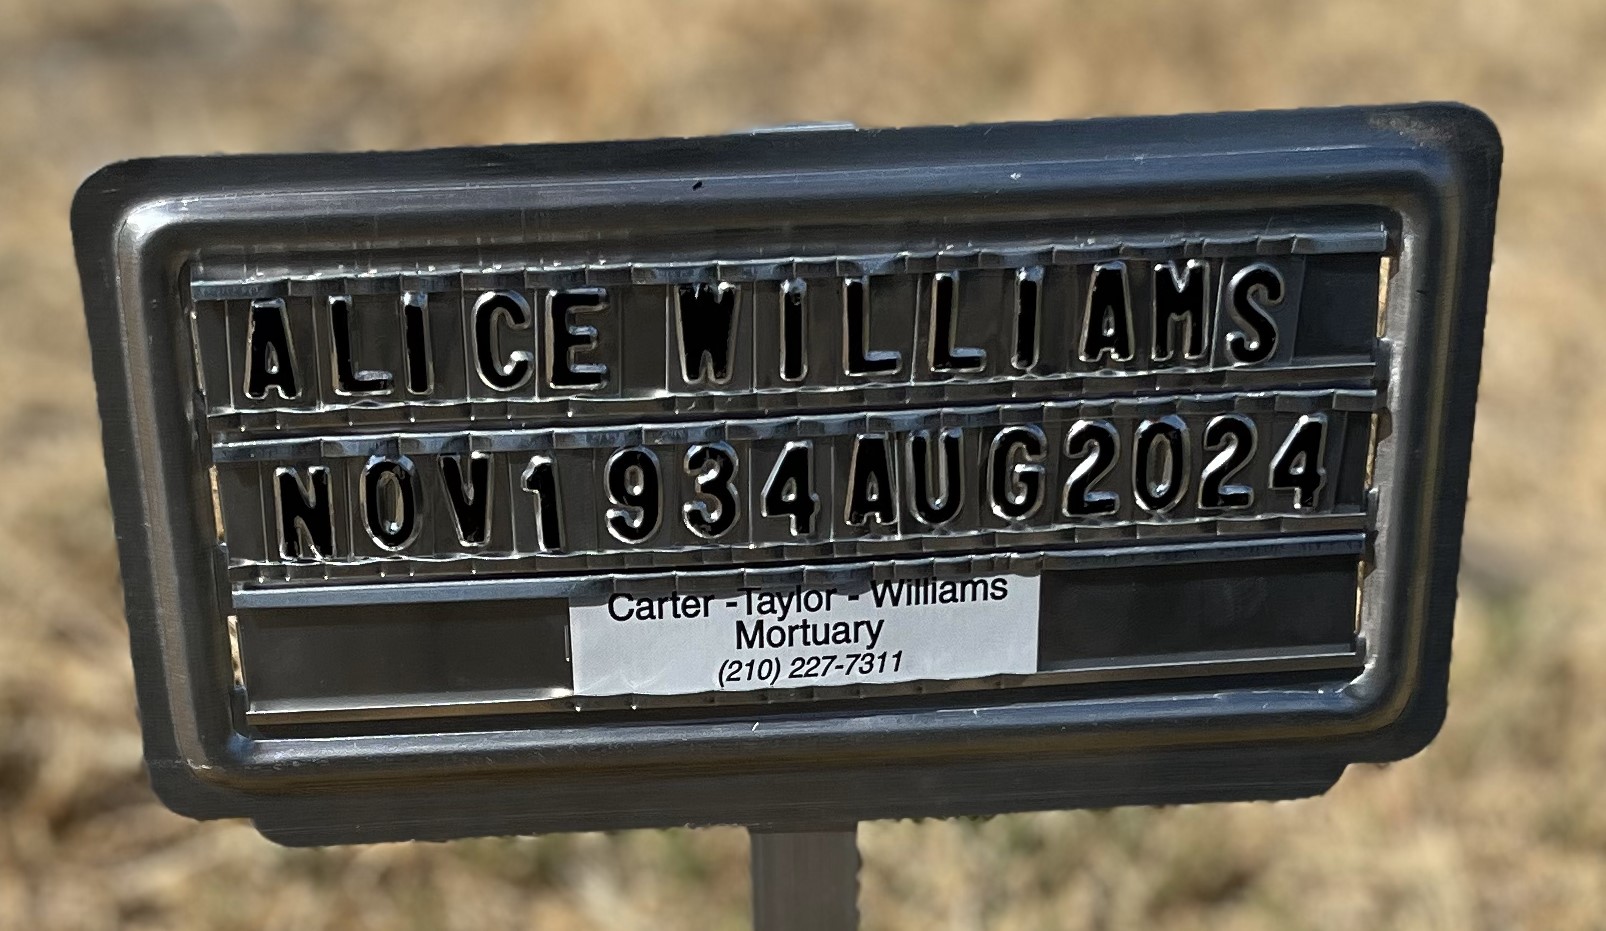 ALICE WILLIAMS
NOV1934AUG2024
Carter -Taylor - Williams
Mortuary
(210) 227-7311